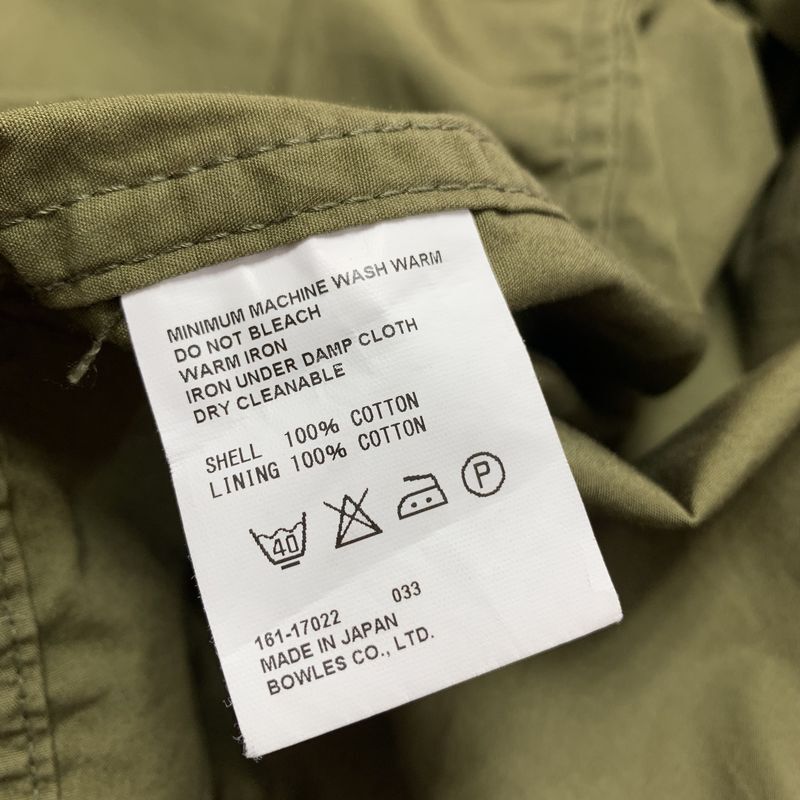 MINIMUM MACHINE WASH WARM
DO NOT BLEACH
WARM IRON
IRON UNDER DAMP CLOTH
DRY CLEANABLE
SHELL 100% COTTON
LINING 100% COTTON
40 P
161-17022 033
MADE IN JAPAN
BOWLES CO., LTD.